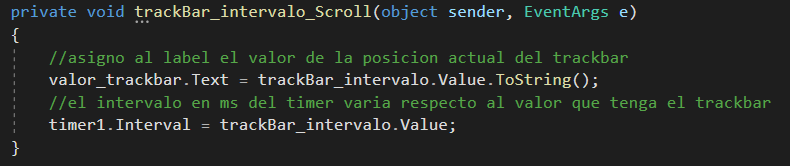 private void trackBar_intervalo_Scroll(object sender, EventArgs e)
{
//asigno al label el valor de la posicion actual del trackbar
valor_trackbar.Text = trackBar_intervalo.Value.ToString();
//el intervalo en ms del timer varia respecto al valor que tenga el trackbar
timer1.Interval = trackBar_intervalo.Value;
}